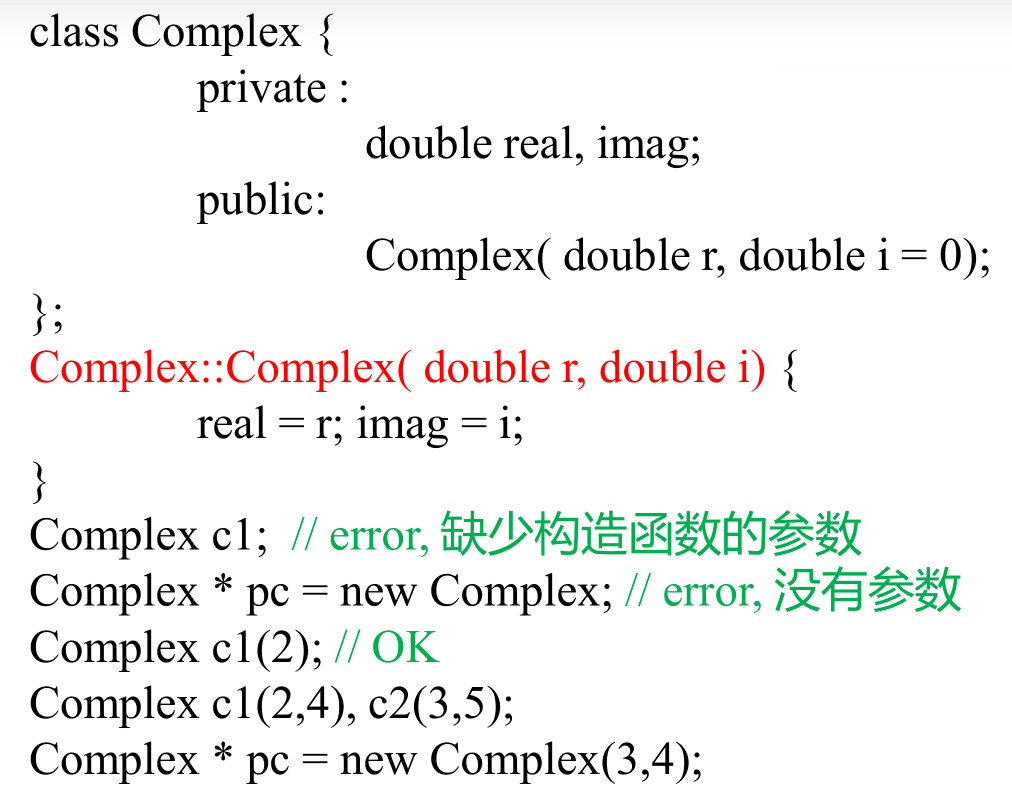 class Complex {
private :
double real, imag;
public:
Complex( double r, double i = 0);
};
Complex::Complex( double r, double i) {
real = r; imag = i;
}
Complex c1;  // error, 缺少构造函数的参数
Complex * pc = new Complex; // error, 没有参数
Complex c1(2); // OK
Complex c1(2,4), c2(3,5);
Complex * pc = new Complex(3,4);